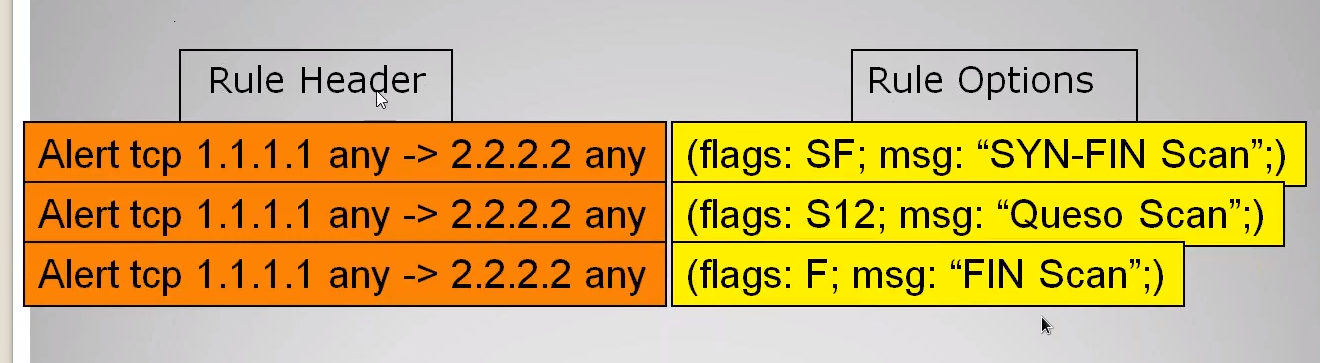 Rule Header Rule Options
Alert tcp 1.1.1.1 any -> 2.2.2.2 any (flags: SF; msg: “SYN-FIN Scan”;)
Alert tcp 1.1.1.1 any -> 2.2.2.2 any (flags: S12; msg: “Queso Scan”;)
Alert tcp 1.1.1.1 any -> 2.2.2.2 any (flags: F; msg: “FIN Scan”;)